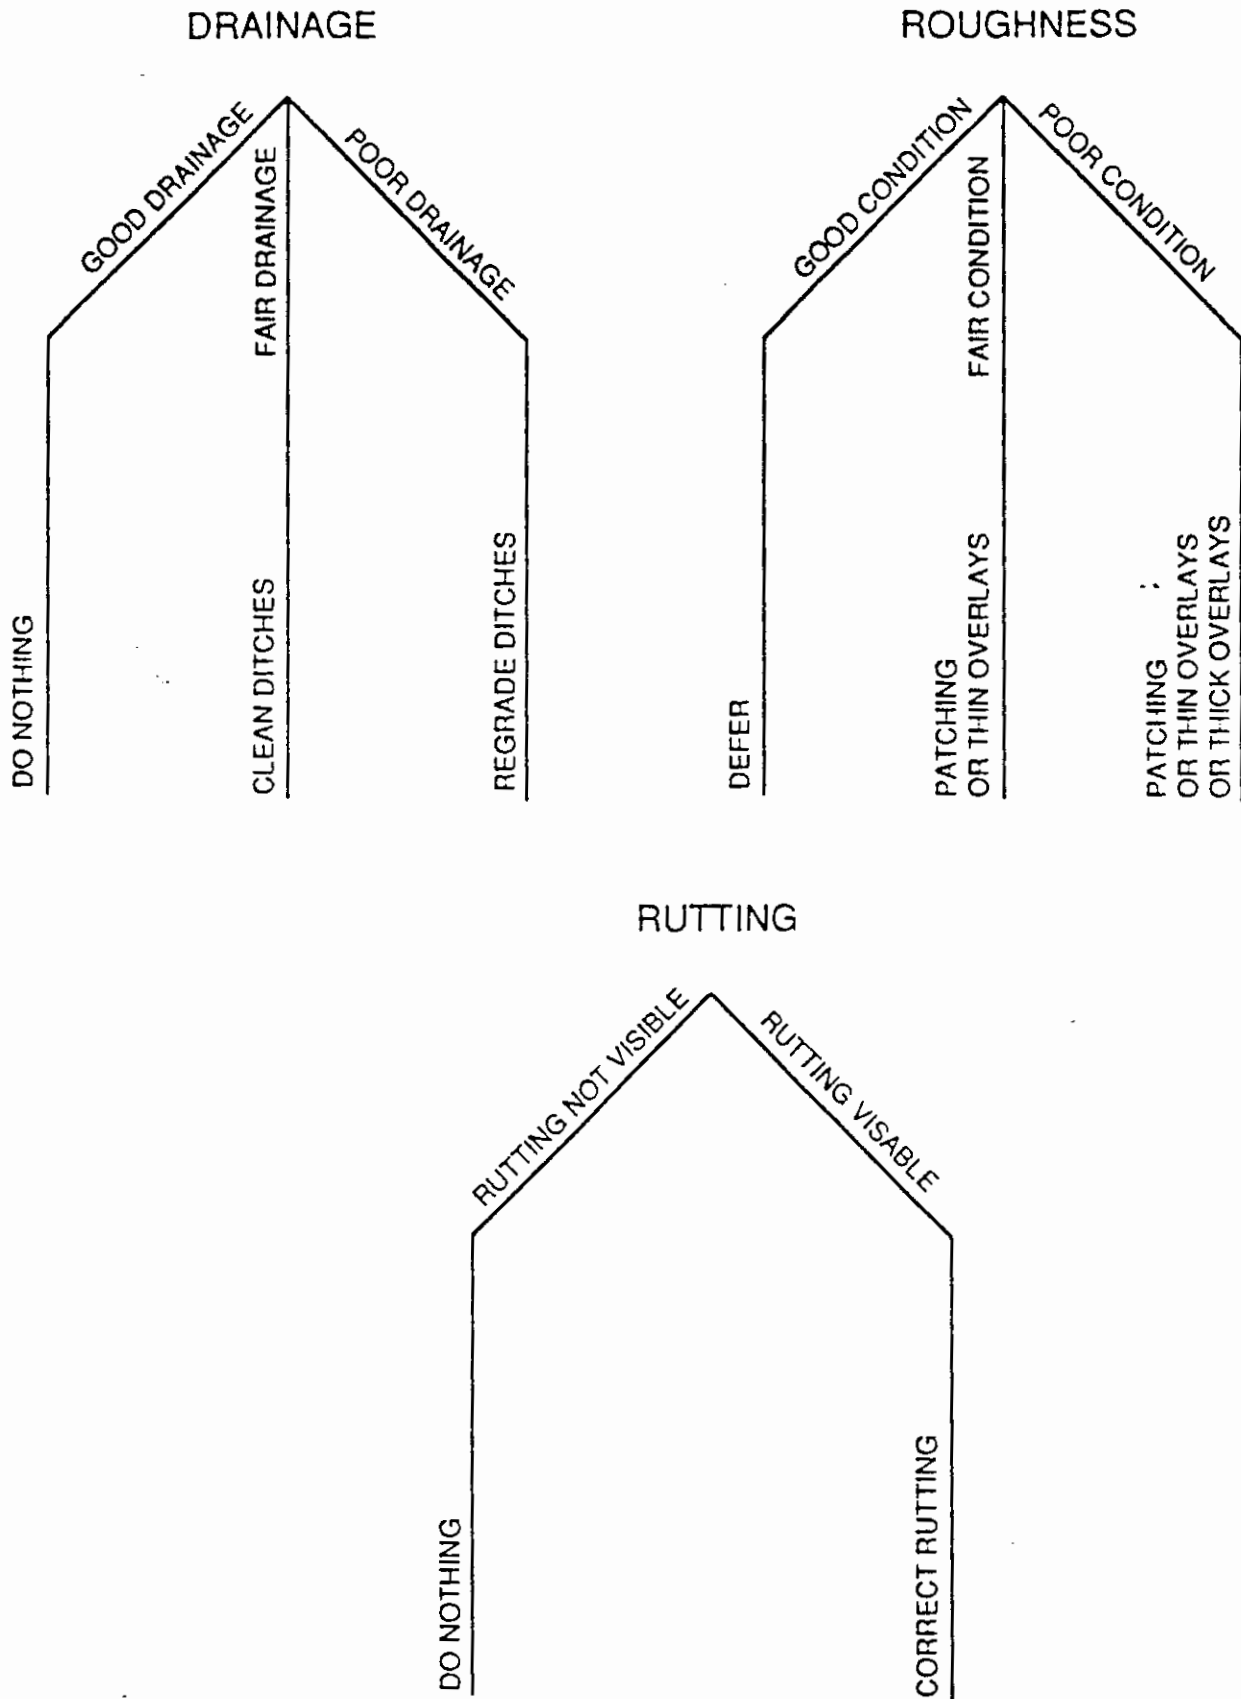 DRAINAGE
GOOD DRAINAGE
FAIR DRAINAGE
POOR DRAINAGE
DO NOTHING
CLEAN DITCHES
REGRADE DITCHES
ROUGHNESS
GOOD CONDITION
FAIR CONDITION
POOR CONDITION
DEFER
PATCHING
OR THIN OVERLAYS
PATCHING
OR THIN OVERLAYS
OR THICK OVERLAYS
RUTTING
RUTTING NOT VISIBLE
RUTTING VISABLE
DO NOTHING
CORRECT RUTTING